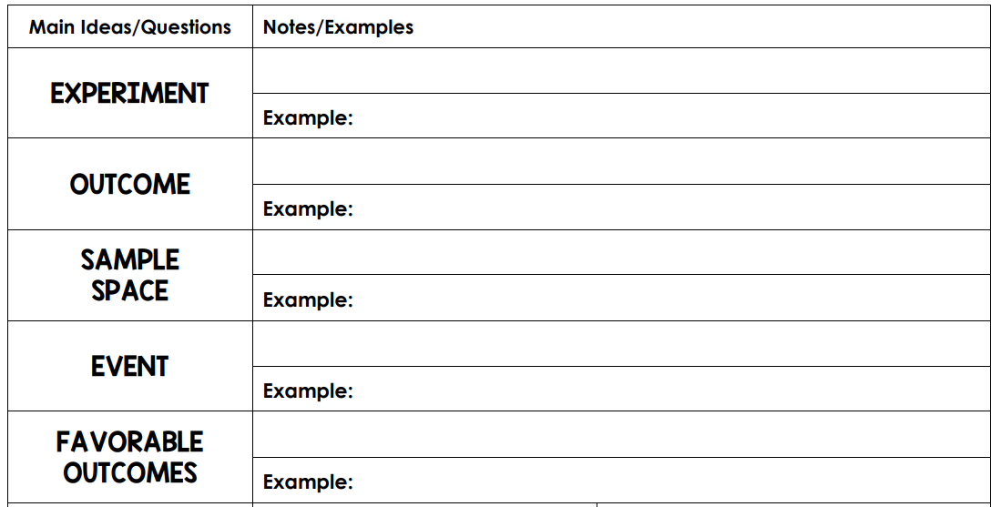 Main Ideas/Questions
Notes/Examples
EXPERIMENT
Example:
OUTCOME
Example:
SAMPLE
SPACE
Example:
EVENT
Example:
FAVORABLE
OUTCOMES
Example: